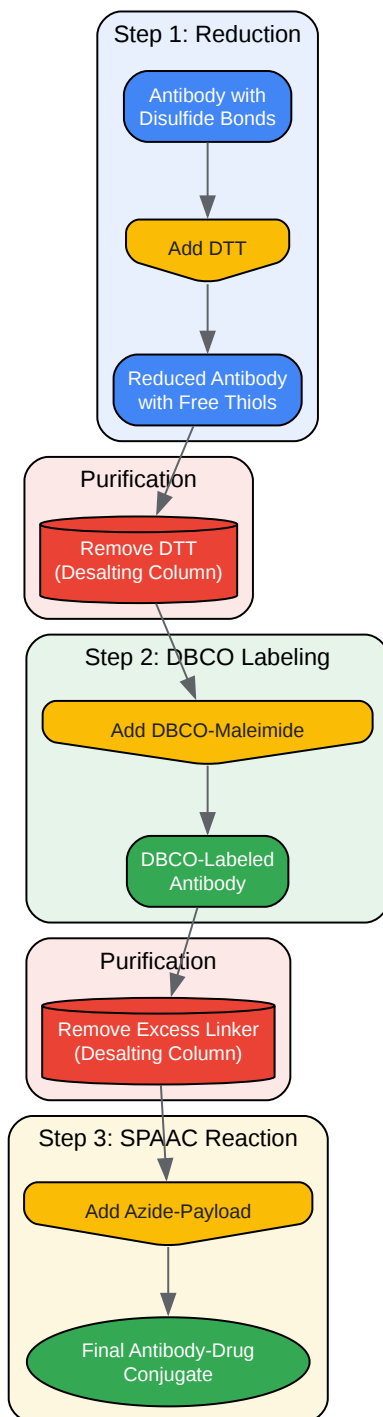 Step 1: Reduction
Antibody with
Disulfide Bonds
Add DTT
Reduced Antibody
with Free Thiols
Purification
Remove DTT
(Desalting Column)
Step 2: DBCO Labeling
Add DBCO-Maleimide
DBCO-Labeled
Antibody
Purification
Remove Excess Linker
(Desalting Column)
Step 3: SPAAC Reaction
Add Azide-Payload
Final Antibody-Drug
Conjugate